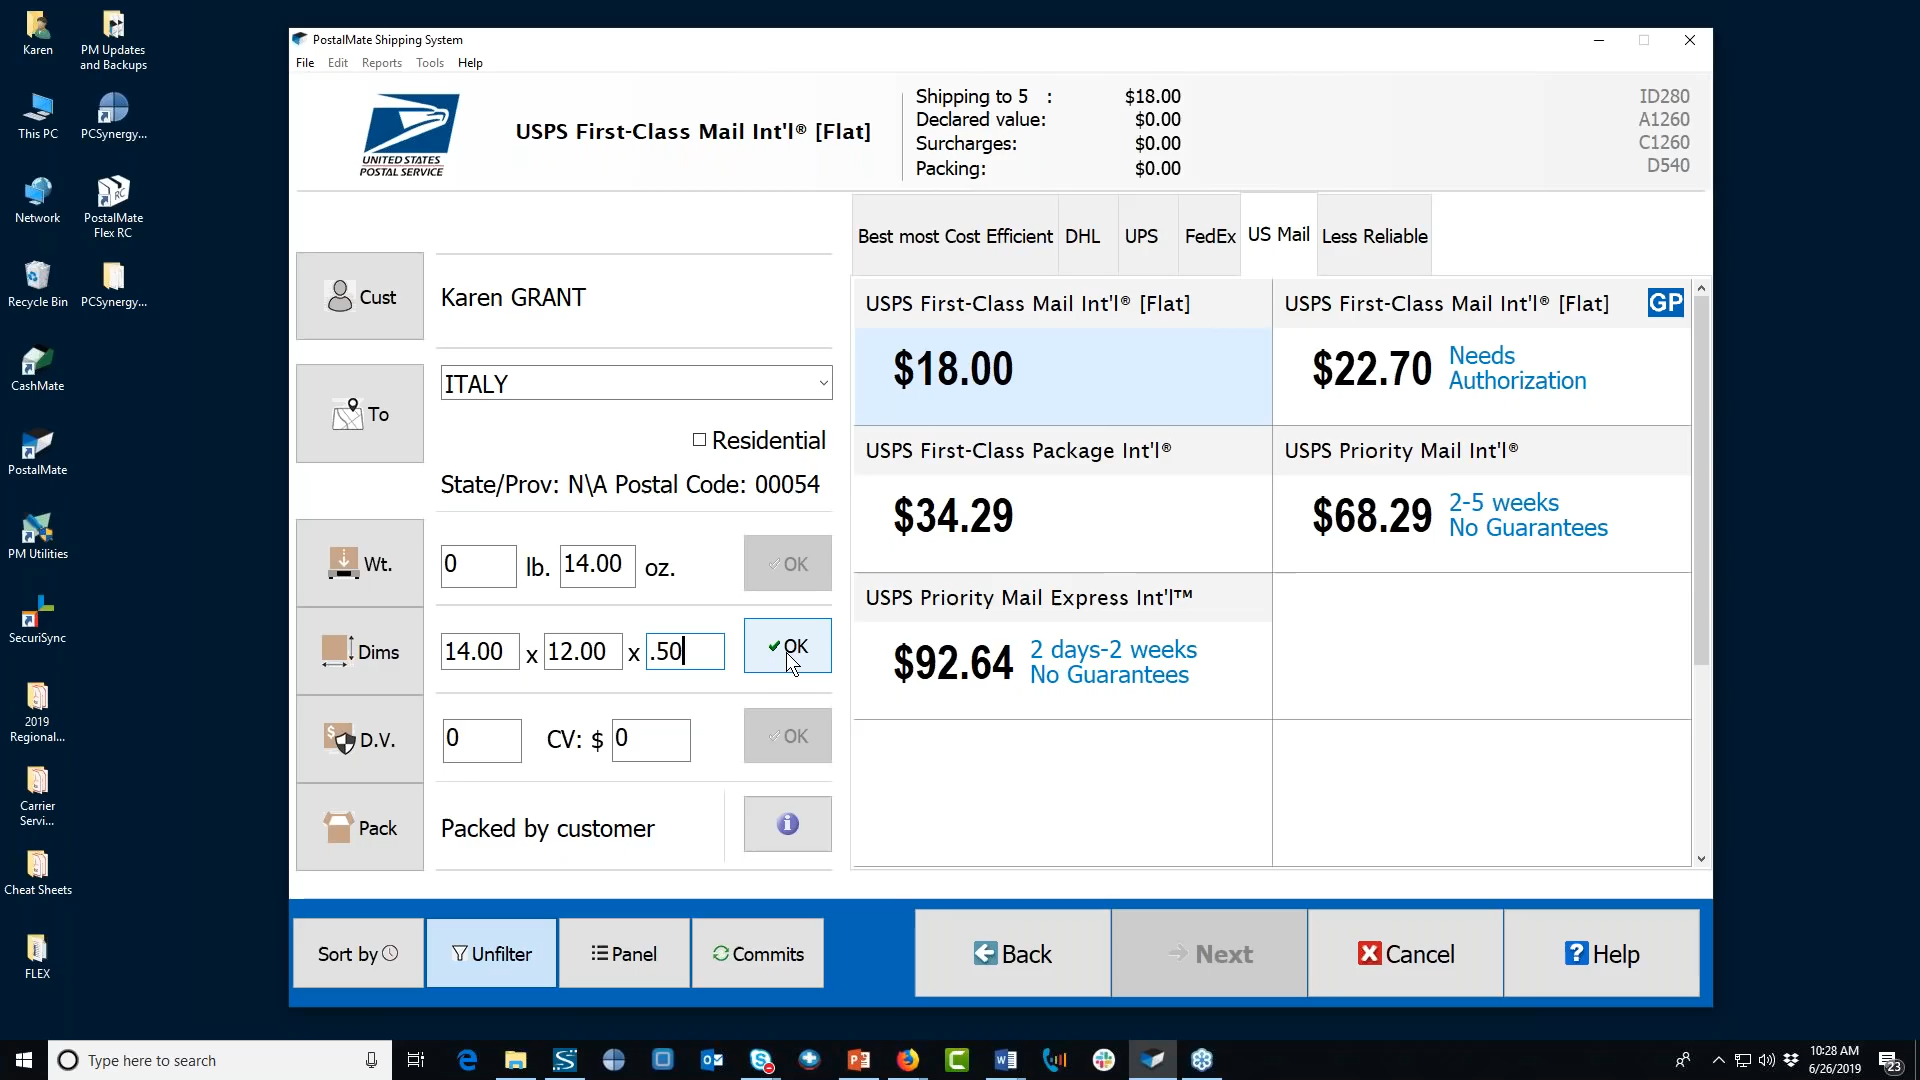 Karen
PM Updates
and Backups
This PC
PCSynergy...
Network
PostalMate
Flex RC
Recycle Bin
PCSynergy...
CashMate
PostalMate
PM Utilities
SecuriSync
2019
Regional...
Carrier
Servi...
Cheat Sheets
FLEX
PostalMate Shipping System
File Edit Reports Tools Help
UNITED STATES
POSTAL SERVICE
USPS First-Class Mail Int'l® [Flat]
Shipping to 5 : $18.00
Declared value: $0.00
Surcharges: $0.00
Packing: $0.00
ID280
A1260
C1260
D540
Cust
Karen GRANT
To
ITALY
Residential
State/Prov: N\A Postal Code: 00054
Wt.
0 lb. 14.00 oz.
OK
Dims
14.00 x 12.00 x .50
OK
D.V.
0 CV: $ 0
OK
Pack
Packed by customer
Best most Cost Efficient DHL UPS FedEx US Mail Less Reliable
USPS First-Class Mail Int'l® [Flat]
$18.00
USPS First-Class Mail Int'l® [Flat] GP
$22.70
Needs
Authorization
USPS First-Class Package Int'l®
$34.29
USPS Priority Mail Int'l®
$68.29
2-5 weeks
No Guarantees
USPS Priority Mail Express Int'l™
$92.64
2 days-2 weeks
No Guarantees
Sort by Unfilter Panel Commits Back Next Cancel Help
Type here to search
10:28 AM
6/26/2019
23